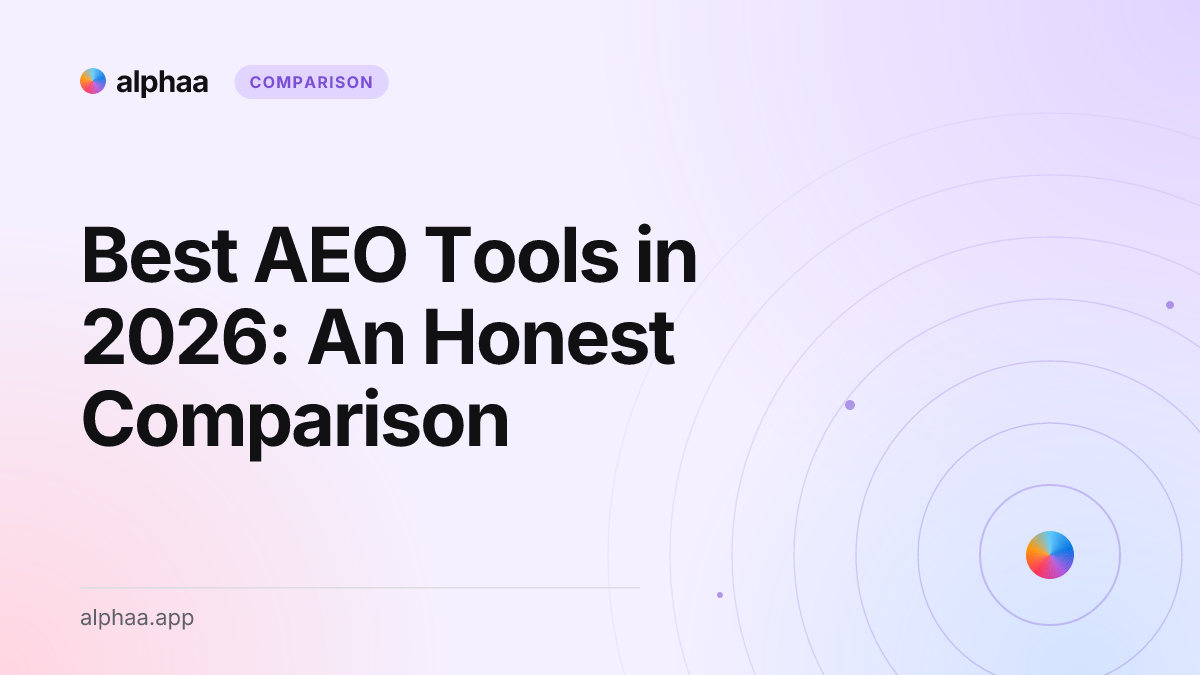 alphaa
COMPARISON
Best AEO Tools in
2026: An Honest
Comparison
alphaa.app